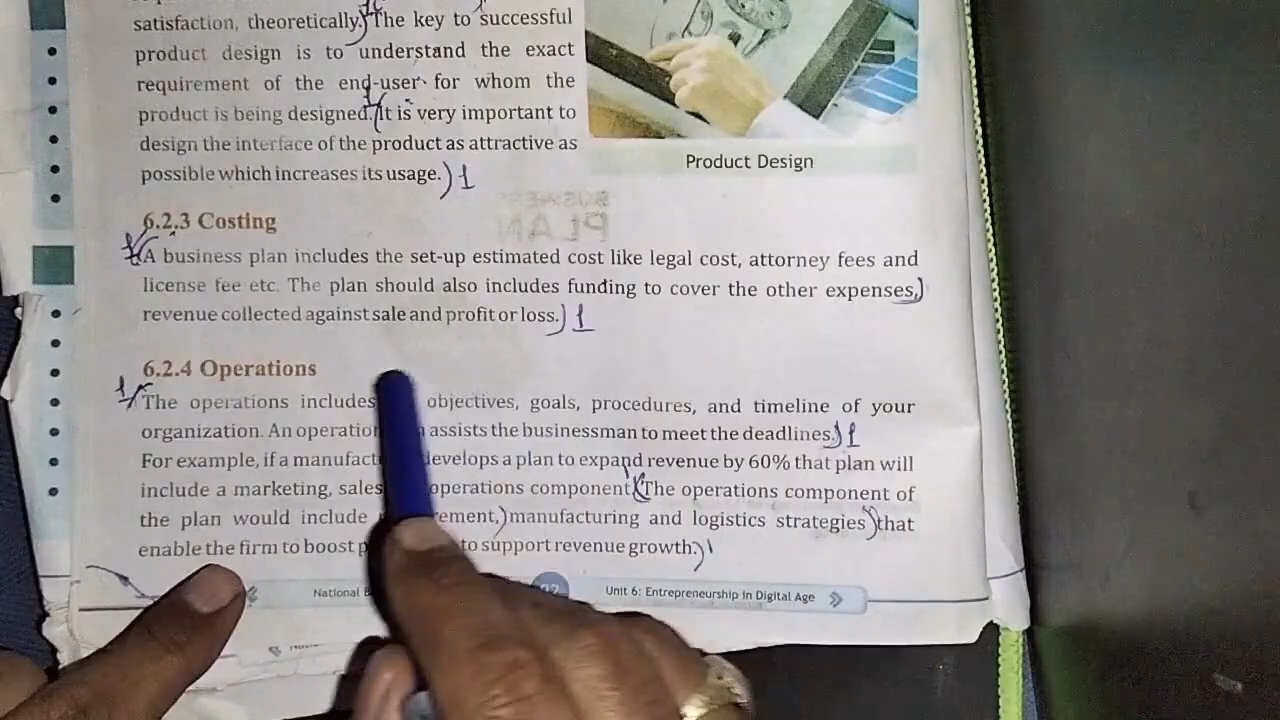 satisfaction, theoretically. The key to successful
product design is to understand the exact
requirement of the end-user for whom the
product is being designed. It is very important to
design the interface of the product as attractive as
possible which increases its usage.) 1
Product Design
PLAN
6.2.3 Costing
A business plan includes the set-up estimated cost like legal cost, attorney fees and
license fee etc. The plan should also includes funding to cover the other expenses,)
revenue collected against sale and profit or loss.) 1
6.2.4 Operations
The operations includes objectives, goals, procedures, and timeline of your
organization. An assists the businessman to meet the deadlines.) 1
For example, if a develops a plan to expand revenue by 60% that plan will
include a marketing, sales operations component. (The operations component of
the plan would include manufacturing and logistics strategies) that
enable the firm to boost to support revenue growth.)
National
Unit 6: Entrepreneurship in Digital Age